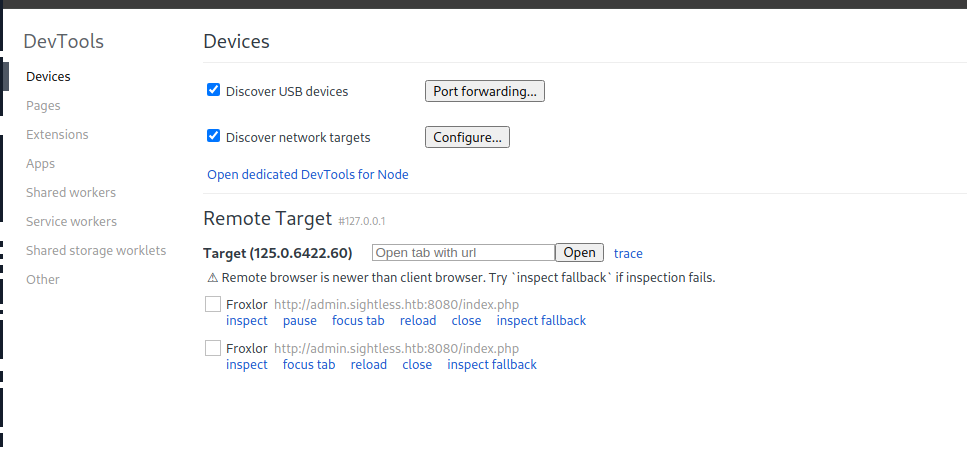 DevTools
Devices
Pages
Extensions
Apps
Shared workers
Service workers
Shared storage worklets
Other
Devices
Discover USB devices Port forwarding...
Discover network targets Configure...
Open dedicated DevTools for Node
Remote Target #127.0.0.1
Target (125.0.6422.60) Open tab with url Open trace
⚠ Remote browser is newer than client browser. Try `inspect fallback` if inspection fails.
Froxlor http://admin.sightless.htb:8080/index.php
inspect pause focus tab reload close inspect fallback
Froxlor http://admin.sightless.htb:8080/index.php
inspect focus tab reload close inspect fallback